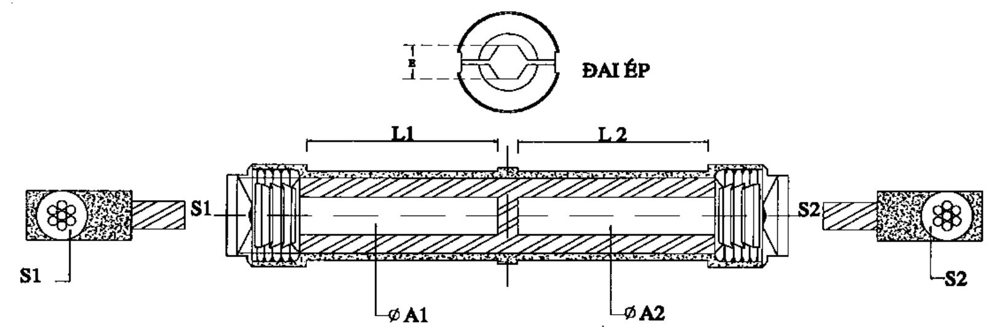 E
ĐAI ÉP
L1
L 2
S1
S2
S1
S2
Ø A1
Ø A2